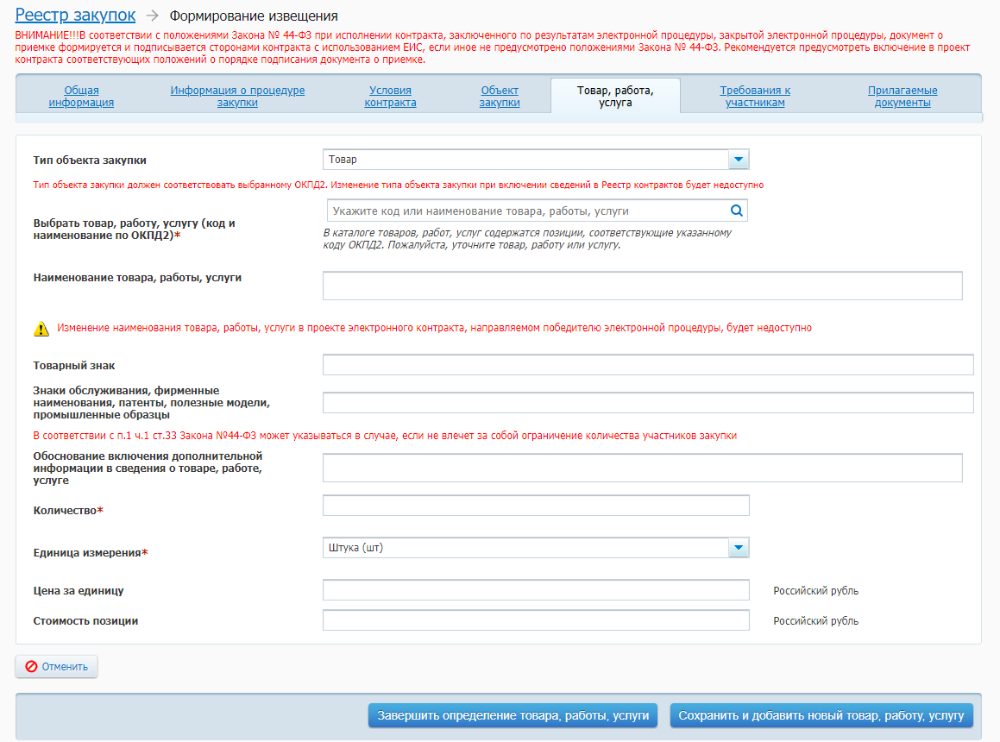 Реестр закупок → Формирование извещения
ВНИМАНИЕ!!!В соответствии с положениями Закона № 44-ФЗ при исполнении контракта, заключенного по результатам электронной процедуры, закрытой электронной процедуры, документ о
приемке формируется и подписывается сторонами контракта с использованием ЕИС, если иное не предусмотрено положениями Закона № 44-ФЗ. Рекомендуется предусмотреть включение в проект
контракта соответствующих положений о порядке подписания документа о приемке.
Общая
информация
Информация о процедуре
закупки
Условия
контракта
Объект
закупки
Товар, работа,
услуга
Требования к
участникам
Прилагаемые
документы
Тип объекта закупки
Товар
Тип объекта закупки должен соответствовать выбранному ОКПД2. Изменение типа объекта закупки при включении сведений в Реестр контрактов будет недоступно
Выбрать товар, работу, услугу (код и
наименование по ОКПД2)*
Укажите код или наименование товара, работы, услуги
В каталоге товаров, работ, услуг содержатся позиции, соответствующие указанному
коду ОКПД2. Пожалуйста, уточните товар, работу или услугу.
Наименование товара, работы, услуги
Изменение наименования товара, работы, услуги в проекте электронного контракта, направляемом победителю электронной процедуры, будет недоступно
Товарный знак
Знаки обслуживания, фирменные
наименования, патенты, полезные модели,
промышленные образцы
В соответствии с п.1 ч.1 ст.33 Закона №44-ФЗ может указываться в случае, если не влечет за собой ограничение количества участников закупки
Обоснование включения дополнительной
информации в сведения о товаре, работе,
услуге
Количество*
Единица измерения*
Штука (шт)
Цена за единицу
Российский рубль
Стоимость позиции
Российский рубль
Отменить
Завершить определение товара, работы, услуги
Сохранить и добавить новый товар, работу, услугу